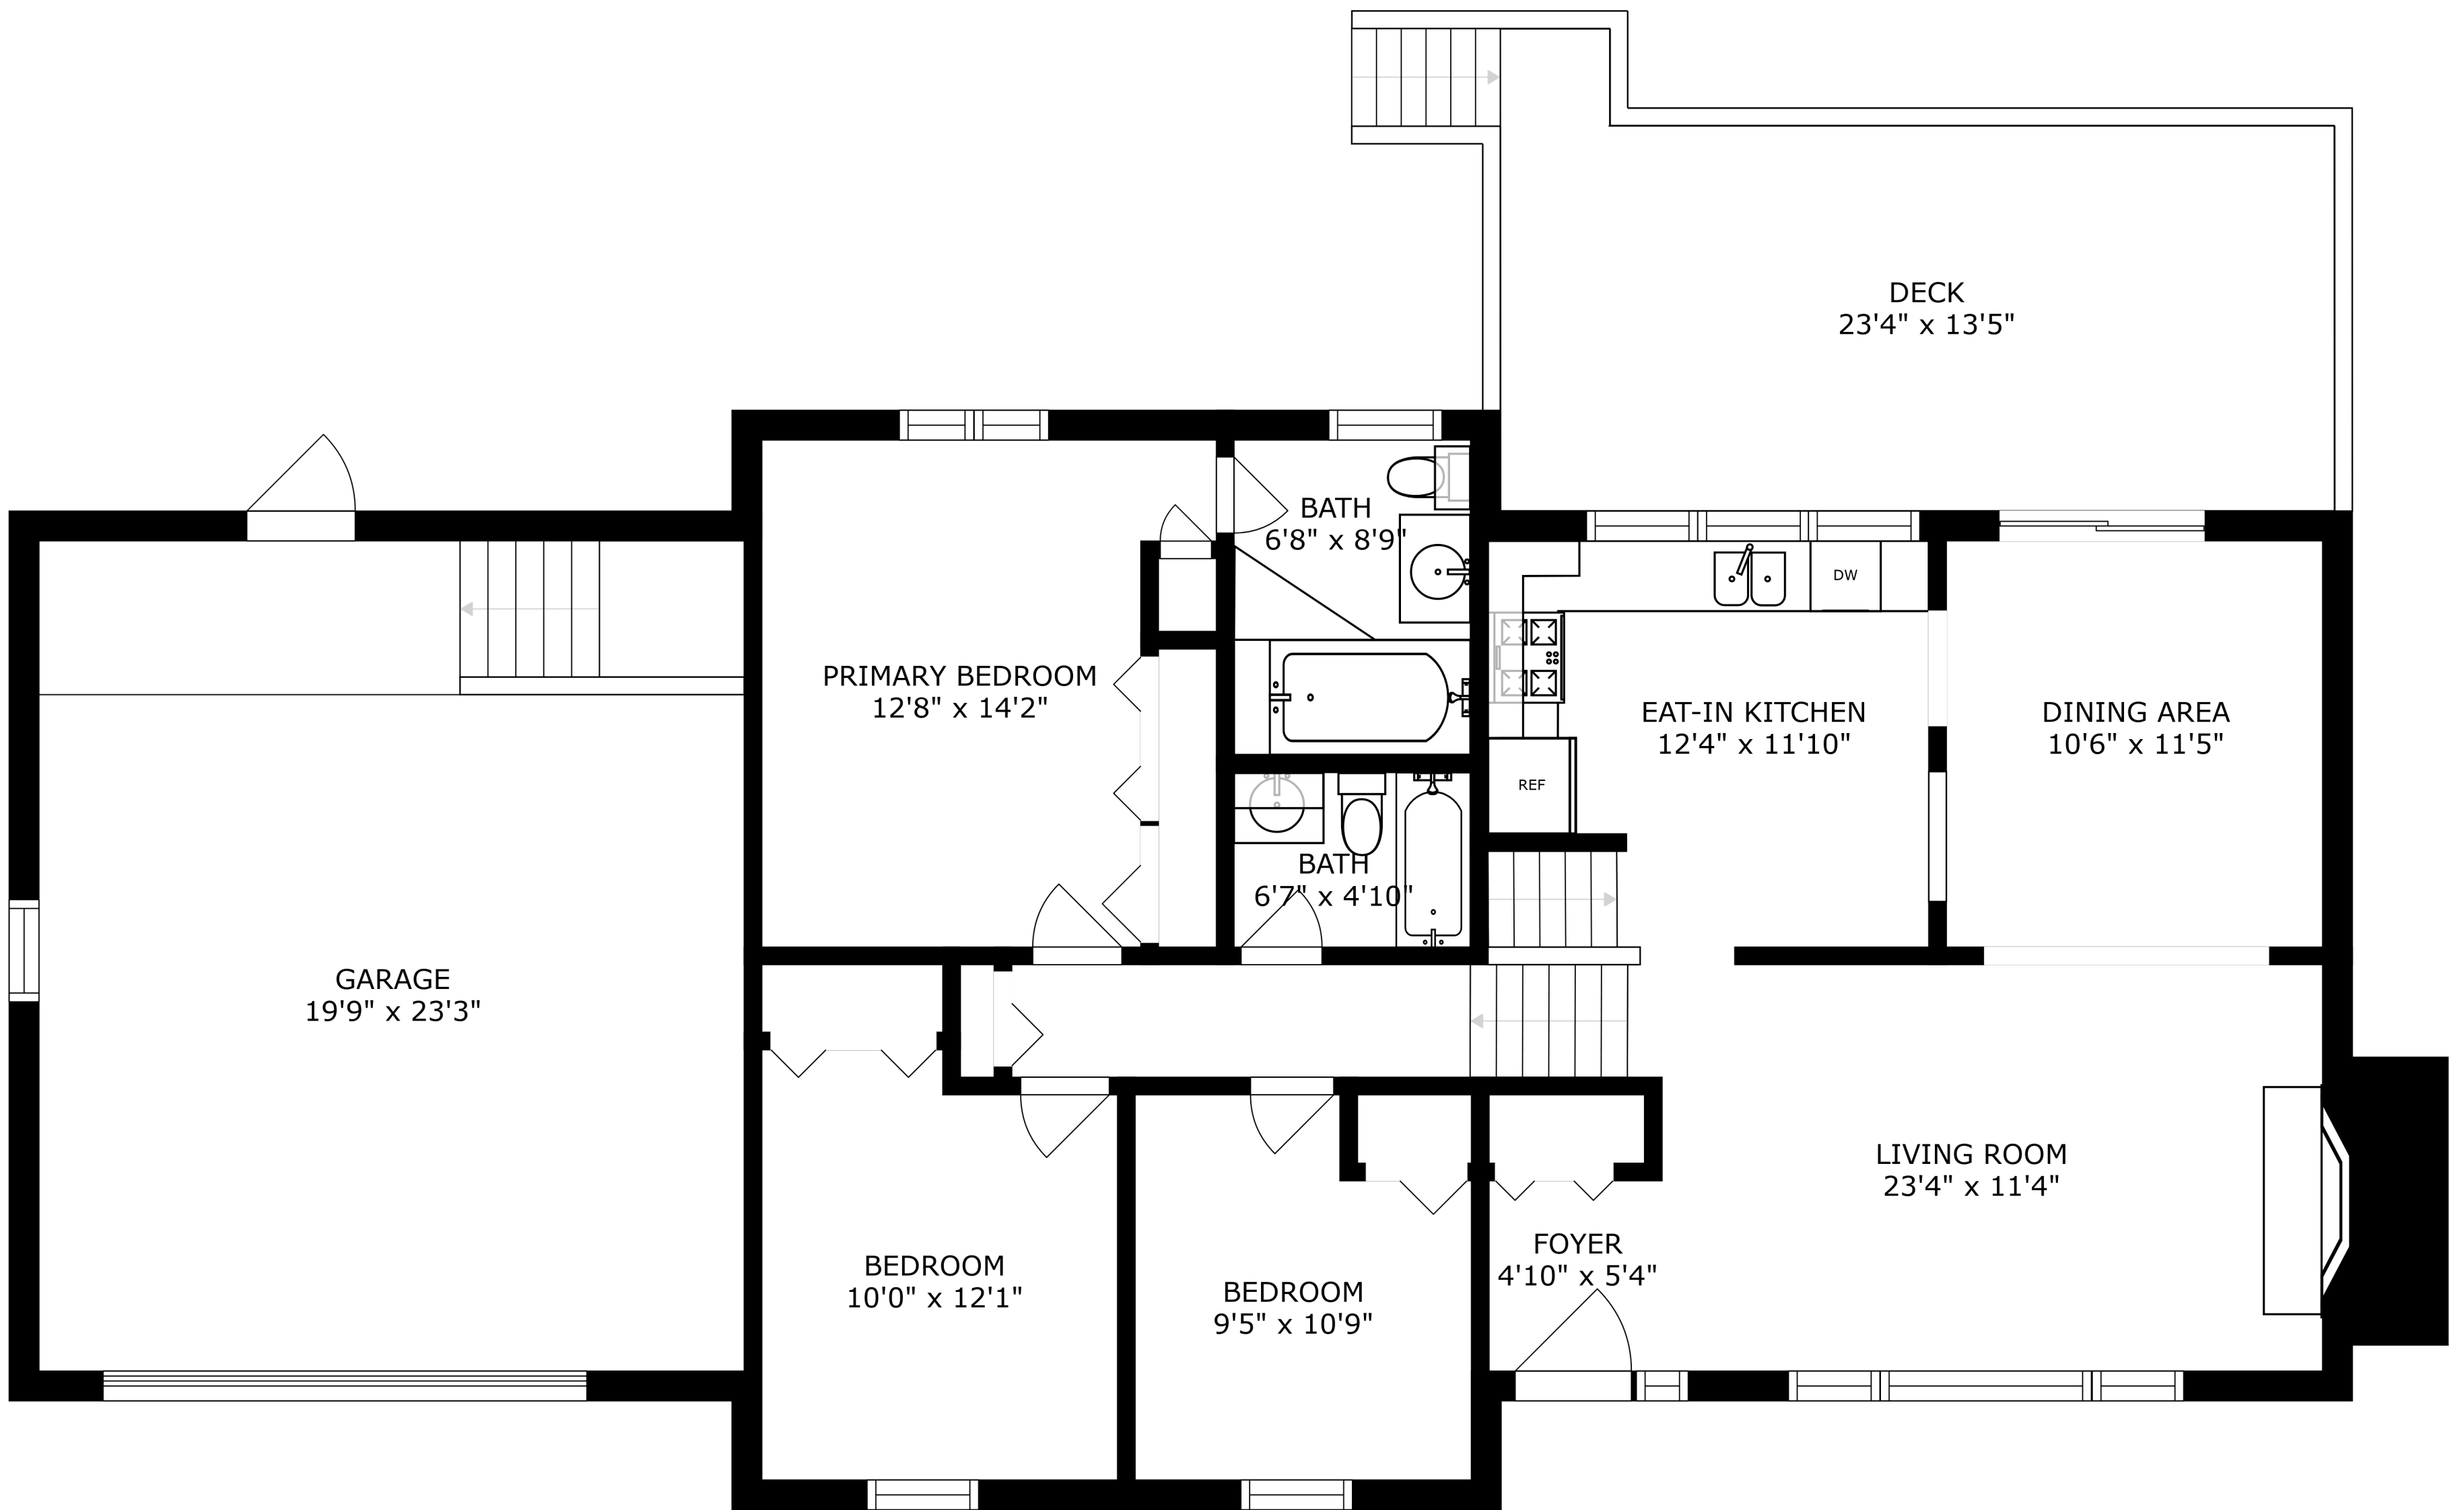 DECK
23'4" x 13'5"
BATH
6'8" x 8'9"
DW
PRIMARY BEDROOM
12'8" x 14'2"
EAT-IN KITCHEN
12'4" x 11'10"
DINING AREA
10'6" x 11'5"
REF
BATH
6'7" x 4'10"
GARAGE
19'9" x 23'3"
LIVING ROOM
23'4" x 11'4"
FOYER
4'10" x 5'4"
BEDROOM
10'0" x 12'1"
BEDROOM
9'5" x 10'9"